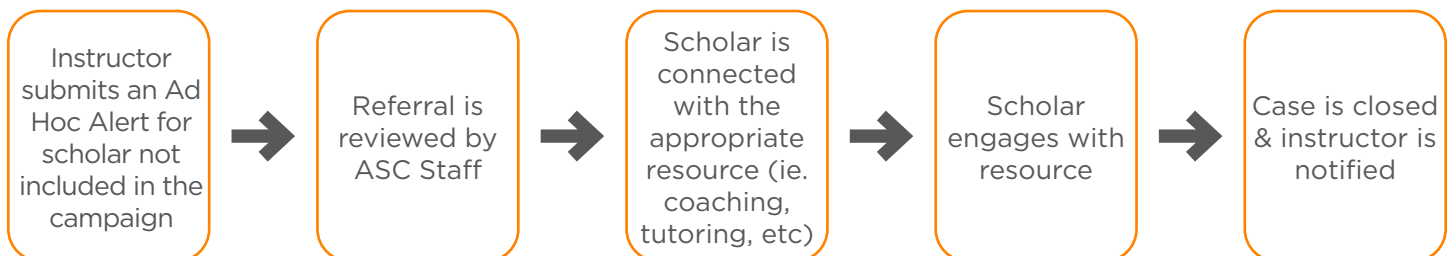 Instructor
submits an Ad
Hoc Alert for
scholar not
included in the
campaign
Referral is
reviewed by
ASC Staff
Scholar is
connected
with the
appropriate
resource (ie.
coaching,
tutoring, etc)
Scholar
engages with
resource
Case is closed
& instructor is
notified